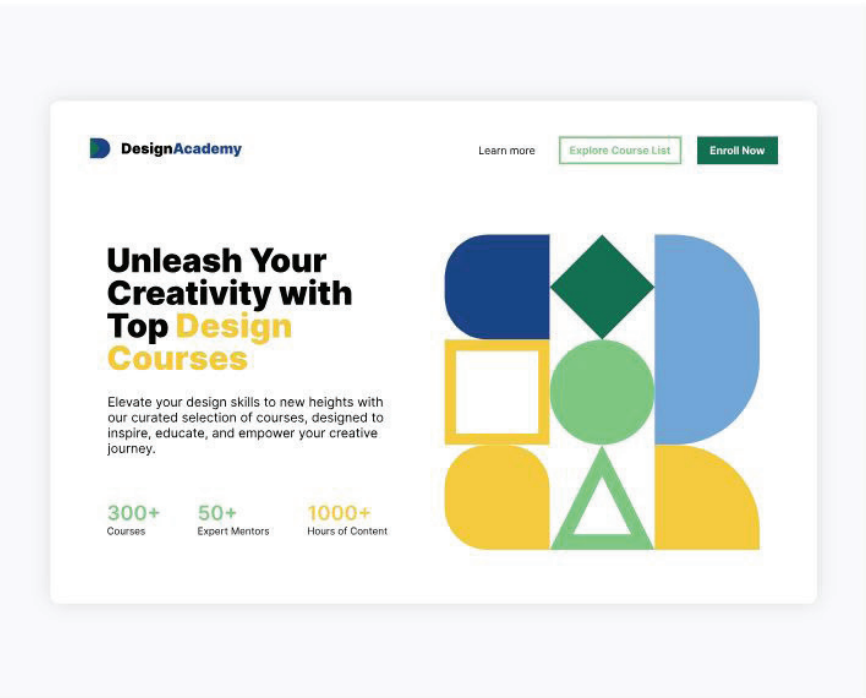 DesignAcademy
Learn more
Explore Course List
Enroll Now
Unleash Your
Creativity with
Top Design
Courses
Elevate your design skills to new heights with
our curated selection of courses, designed to
inspire, educate, and empower your creative
journey.
300+
Courses
50+
Expert Mentors
1000+
Hours of Content